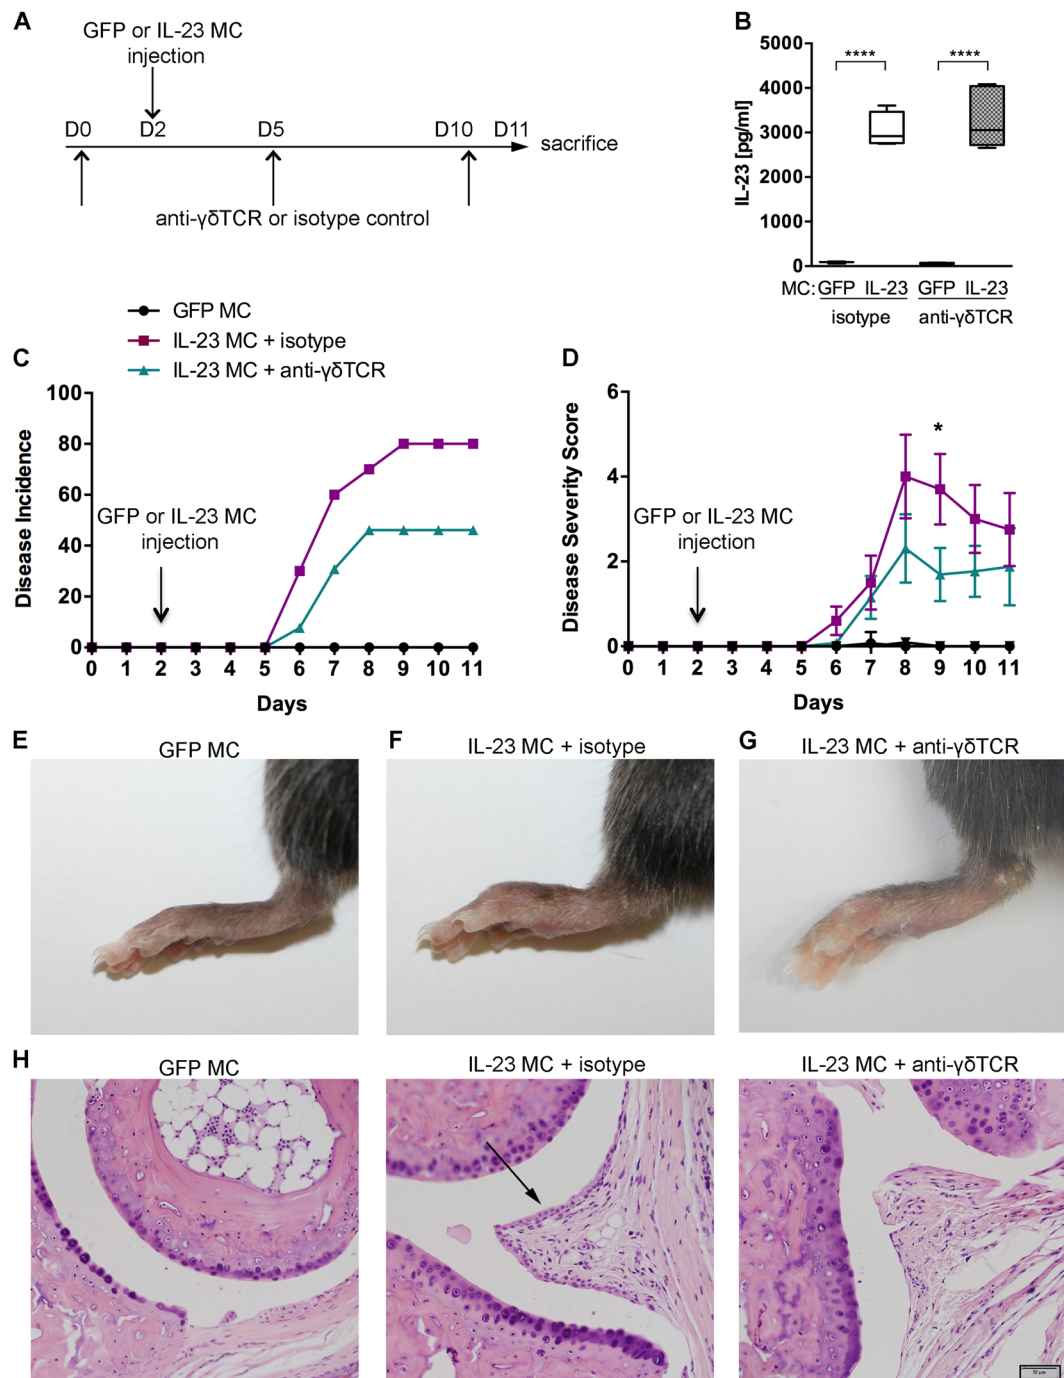 A
GFP or IL-23 MC
injection
D0 D2 D5 D10 D11
sacrifice
anti-γδTCR or isotype control
B
5000
4000
3000
2000
1000
0
IL-23 [pg/ml]
**** ****
MC: GFP IL-23 GFP IL-23
isotype anti-γδTCR
GFP MC
IL-23 MC + isotype
IL-23 MC + anti-γδTCR
C
100
80
60
40
20
0
Disease Incidence
GFP or IL-23 MC
injection
0 1 2 3 4 5 6 7 8 9 10 11
Days
D
6
4
2
0
Disease Severity Score
*
GFP or IL-23 MC
injection
0 1 2 3 4 5 6 7 8 9 10 11
Days
E
GFP MC
F
IL-23 MC + isotype
G
IL-23 MC + anti-γδTCR
H
GFP MC
IL-23 MC + isotype
IL-23 MC + anti-γδTCR
50 µm